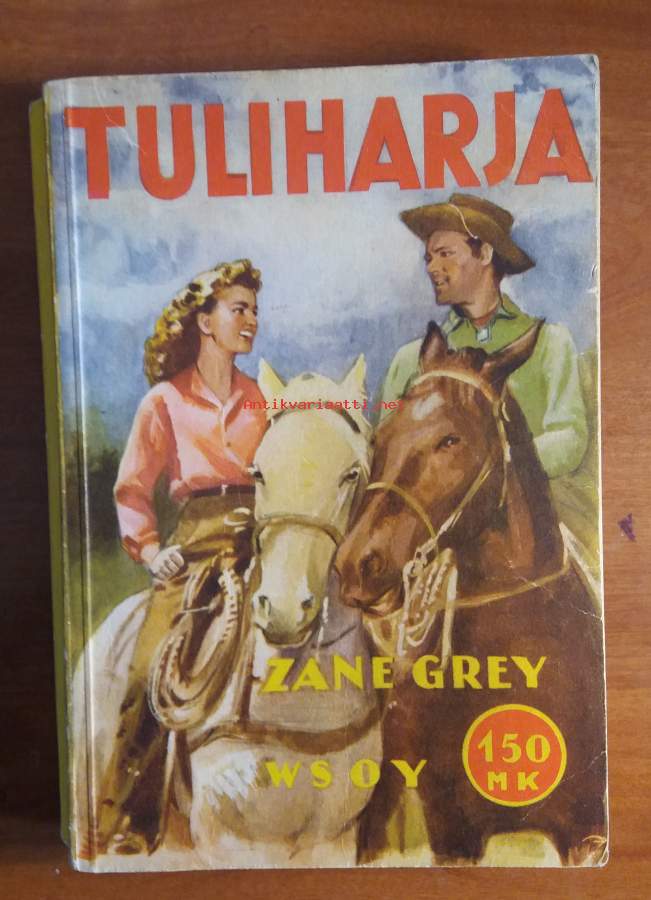 TULIHARJA
Antikvariaatti.net
ZANE GREY
WSOY
150
MK